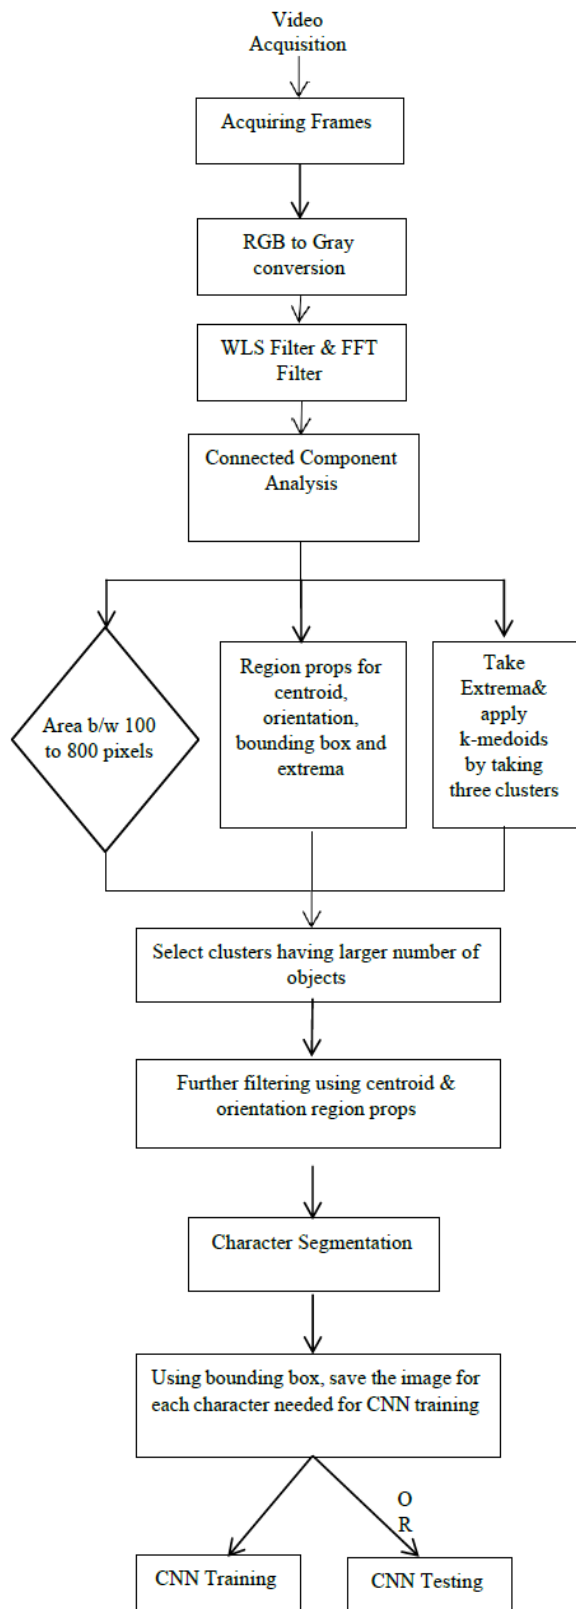 Video
Acquisition
Acquiring Frames
RGB to Gray
conversion
WLS Filter & FFT
Filter
Connected Component
Analysis
Area b/w 100
to 800 pixels
Region props for
centroid,
orientation,
bounding box and
extrema
Take
Extrema&
apply
k-medoids
by taking
three clusters
Select clusters having larger number of
objects
Further filtering using centroid &
orientation region props
Character Segmentation
Using bounding box, save the image for
each character needed for CNN training
O
R
CNN Training
CNN Testing